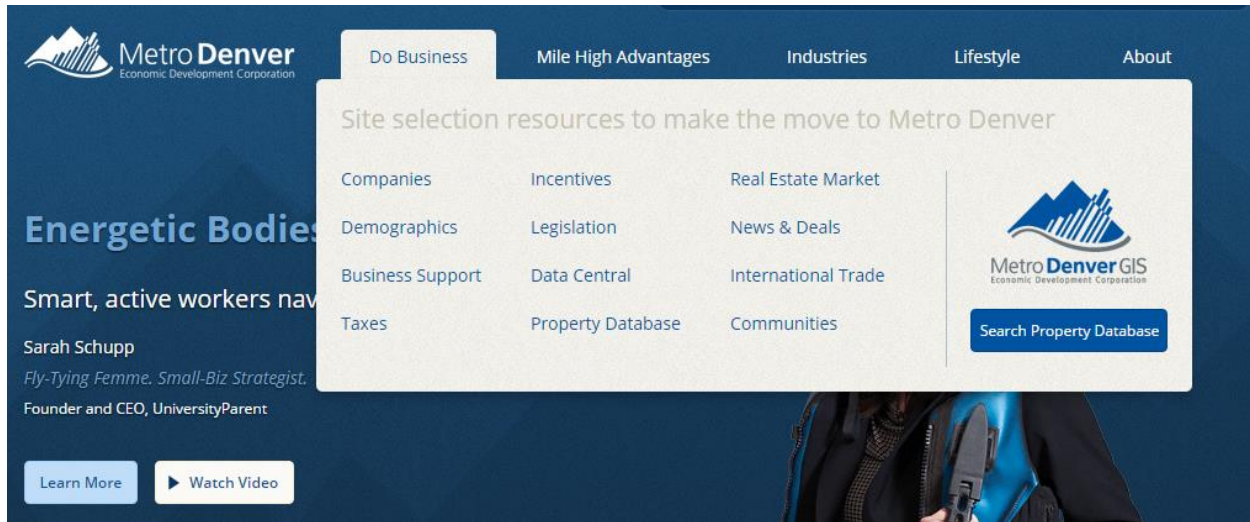 Metro Denver
Economic Development Corporation
Do Business
Mile High Advantages
Industries
Lifestyle
About
Site selection resources to make the move to Metro Denver
Companies
Incentives
Real Estate Market
Demographics
Legislation
News & Deals
Business Support
Data Central
International Trade
Taxes
Property Database
Communities
Metro Denver GIS
Economic Development Corporation
Search Property Database
Energetic Bodies
Smart, active workers nav
Sarah Schupp
Fly-Tying Femme. Small-Biz Strategist.
Founder and CEO, UniversityParent
Learn More
Watch Video